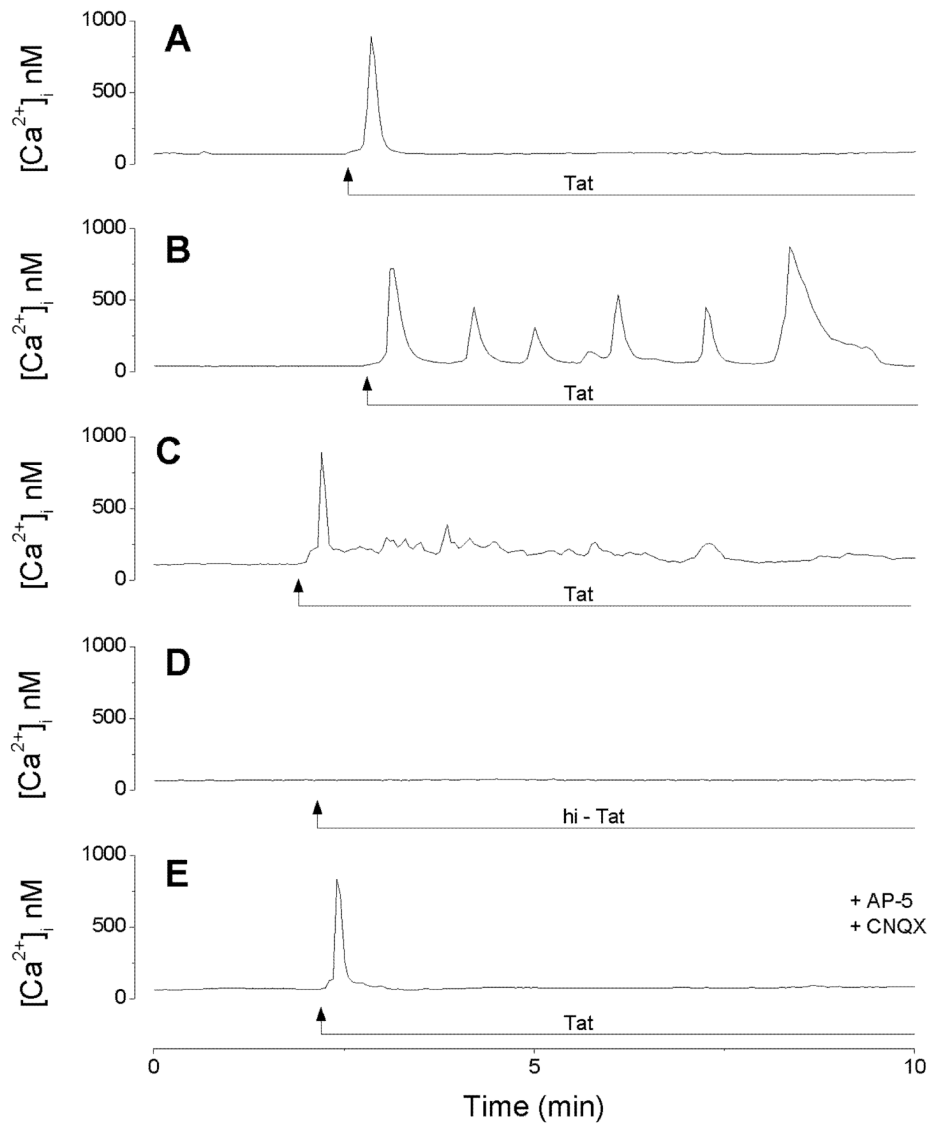 A
1000
500
0
[Ca2+]i nM
Tat
B
1000
500
0
[Ca2+]i nM
Tat
C
1000
500
0
[Ca2+]i nM
Tat
D
1000
500
0
[Ca2+]i nM
hi - Tat
E
1000
500
0
[Ca2+]i nM
+ AP-5
+ CNQX
Tat
0 5 10
Time (min)